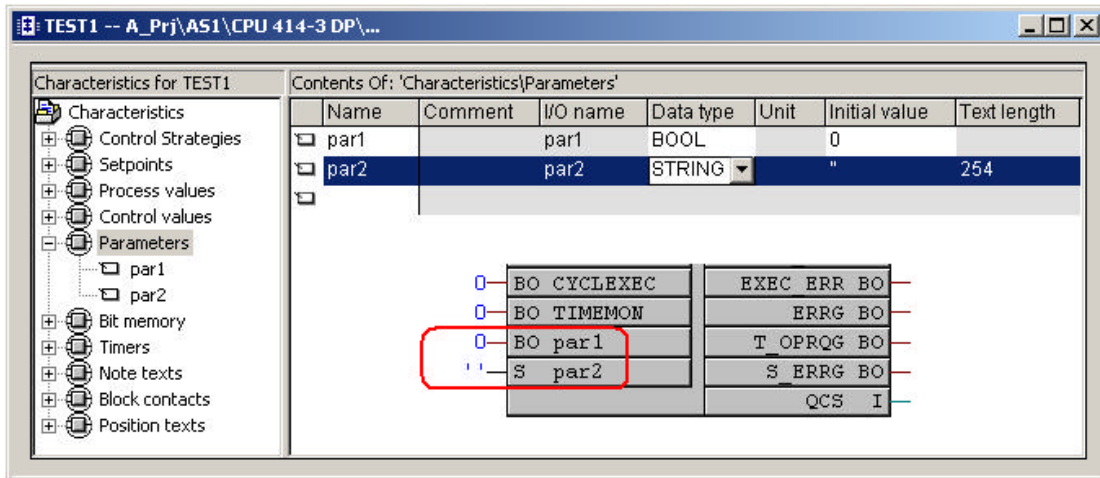 TEST1 -- A_Prj\AS1\CPU 414-3 DP\...
Characteristics for TEST1
Contents Of: 'Characteristics\Parameters'
Characteristics
Control Strategies
Setpoints
Process values
Control values
Parameters
par1
par2
Bit memory
Timers
Note texts
Block contacts
Position texts
Name Comment I/O name Data type Unit Initial value Text length
par1 par1 BOOL 0
par2 par2 STRING '' 254
0 BO CYCLEXEC EXEC_ERR BO
0 BO TIMEMON ERRG BO
0 BO par1 T_OPRQG BO
'' S par2 S_ERRG BO
QCS I